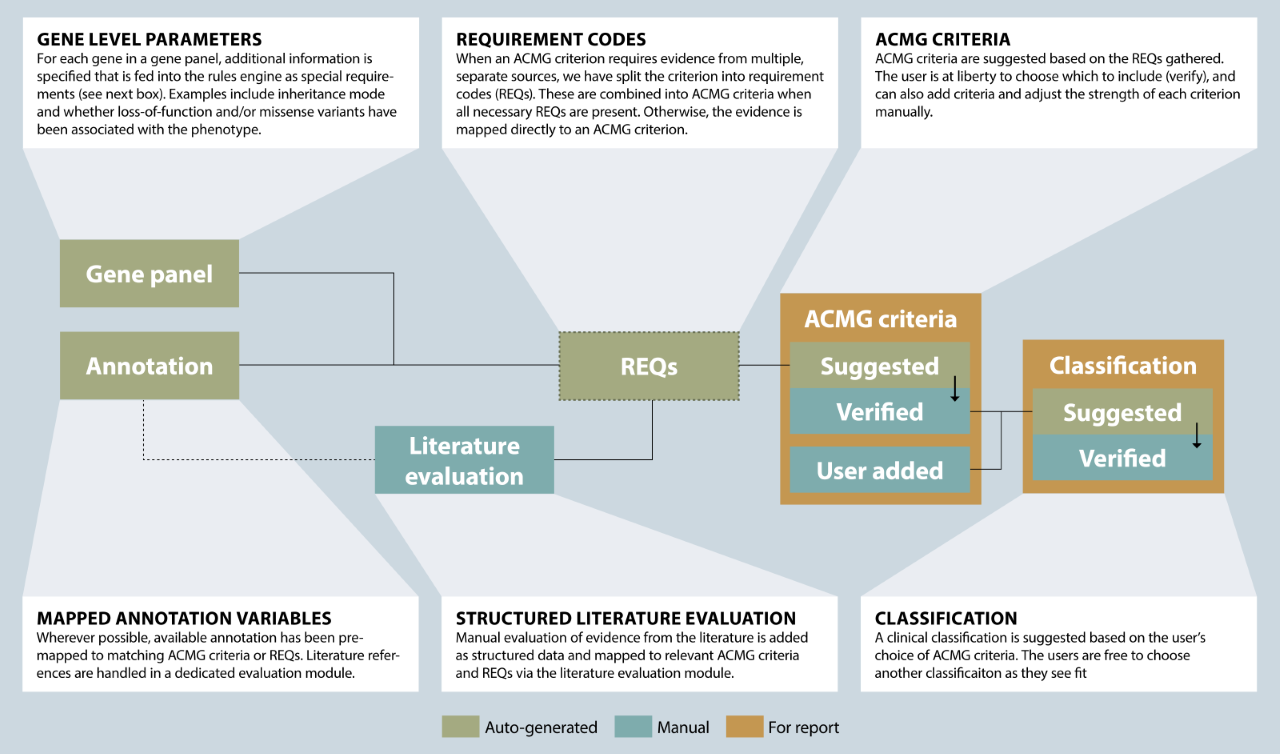 GENE LEVEL PARAMETERS
For each gene in a gene panel, additional information is
specified that is fed into the rules engine as special require-
ments (see next box). Examples include inheritance mode
and whether loss-of-function and/or missense variants have
been associated with the phenotype.
REQUIREMENT CODES
When an ACMG criterion requires evidence from multiple,
separate sources, we have split the criterion into requirement
codes (REQs). These are combined into ACMG criteria when
all necessary REQs are present. Otherwise, the evidence is
mapped directly to an ACMG criterion.
ACMG CRITERIA
ACMG criteria are suggested based on the REQs gathered.
The user is at liberty to choose which to include (verify), and
can also add criteria and adjust the strength of each criterion
manually.
Gene panel
Annotation
Literature
evaluation
REQs
ACMG criteria
Suggested
Verified
User added
Classification
Suggested
Verified
MAPPED ANNOTATION VARIABLES
Wherever possible, available annotation has been pre-
mapped to matching ACMG criteria or REQs. Literature refer-
ences are handled in a dedicated evaluation module.
STRUCTURED LITERATURE EVALUATION
Manual evaluation of evidence from the literature is added
as structured data and mapped to relevant ACMG criteria
and REQs via the literature evaluation module.
CLASSIFICATION
A clinical classification is suggested based on the user’s
choice of ACMG criteria. The users are free to choose
another classificaiton as they see fit
Auto-generated
Manual
For report